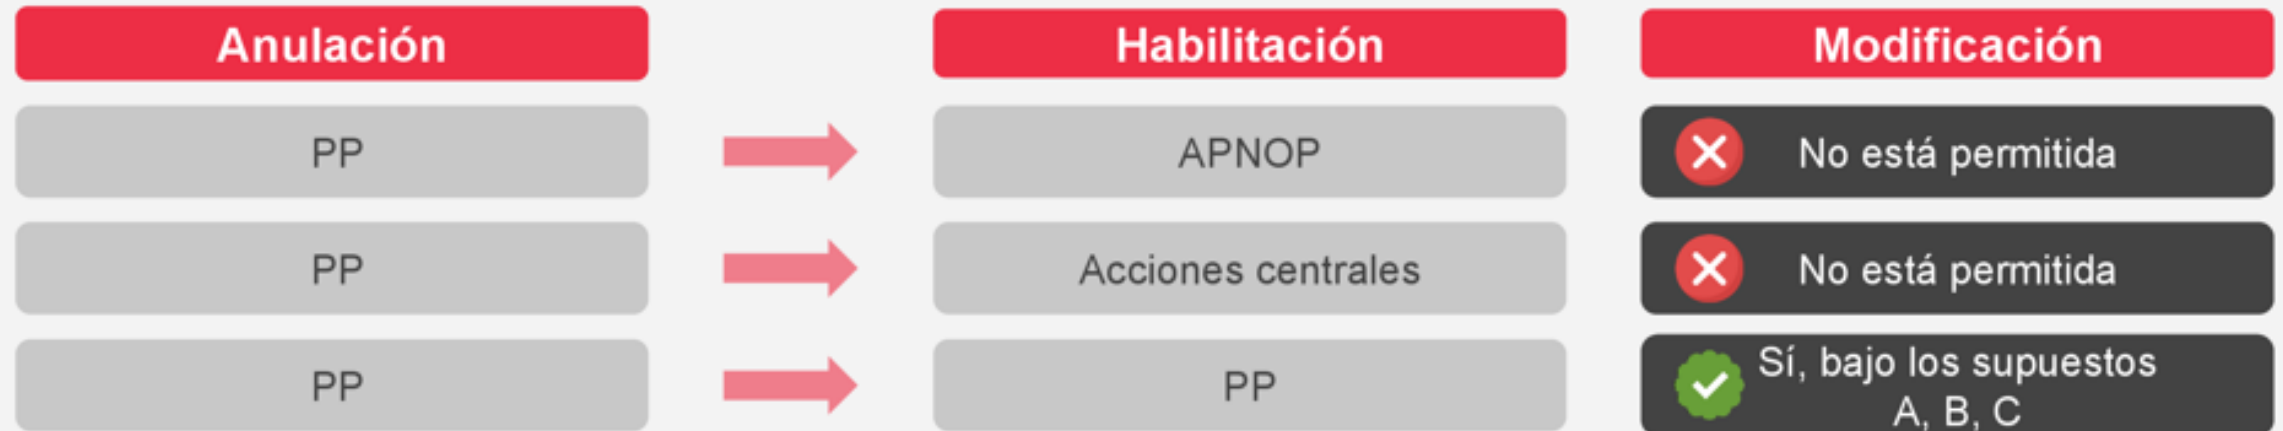 Anulación
Habilitación
Modificación
PP
APNOP
No está permitida
PP
Acciones centrales
No está permitida
PP
PP
Sí, bajo los supuestos
A, B, C